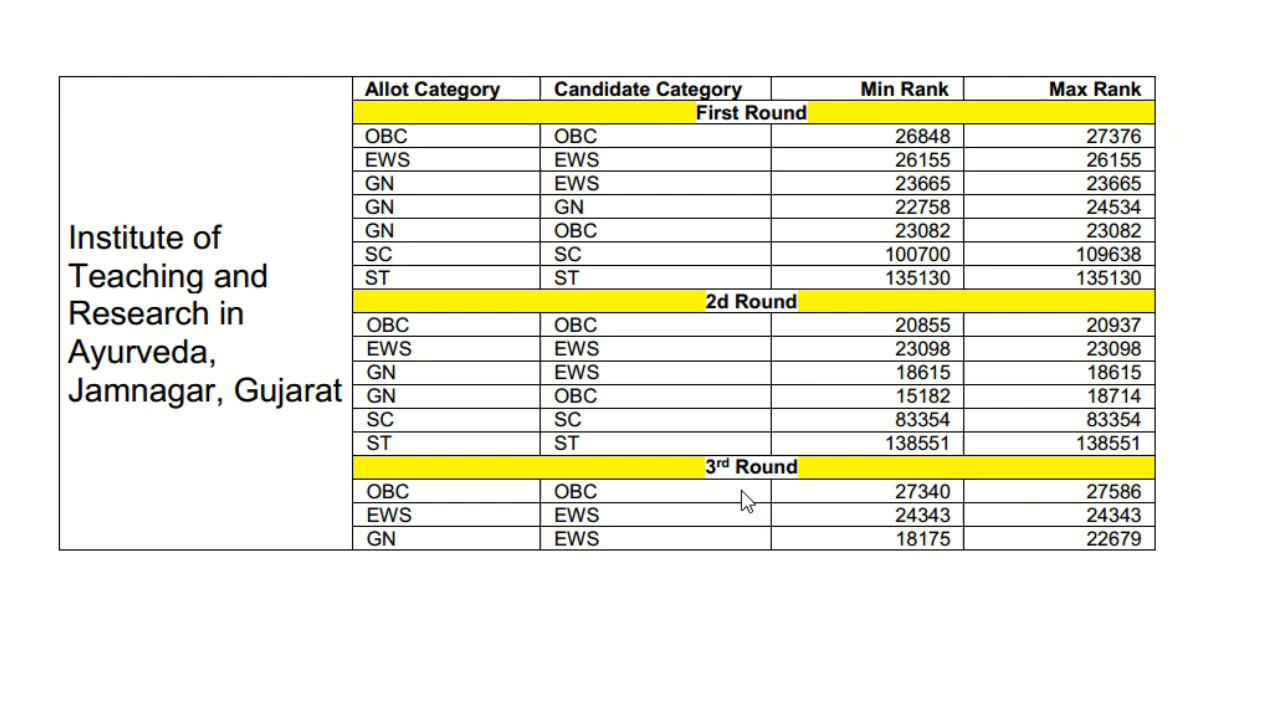 Allot Category Candidate Category Min Rank Max Rank
First Round
OBC OBC 26848 27376
EWS EWS 26155 26155
GN EWS 23665 23665
GN GN 22758 24534
GN OBC 23082 23082
SC SC 100700 109638
ST ST 135130 135130
2d Round
OBC OBC 20855 20937
EWS EWS 23098 23098
GN EWS 18615 18615
GN OBC 15182 18714
SC SC 83354 83354
ST ST 138551 138551
3rd Round
OBC OBC 27340 27586
EWS EWS 24343 24343
GN EWS 18175 22679
Institute of
Teaching and
Research in
Ayurveda,
Jamnagar, Gujarat